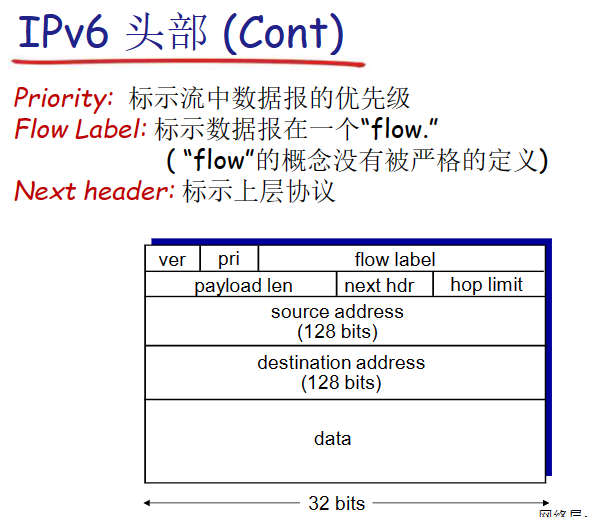 IPv6 头部 (Cont)
Priority: 标示流中数据报的优先级
Flow Label: 标示数据报在一个“flow.”
( “flow”的概念没有被严格的定义)
Next header: 标示上层协议
ver pri flow label
payload len next hdr hop limit
source address
(128 bits)
destination address
(128 bits)
data
32 bits
网络层: